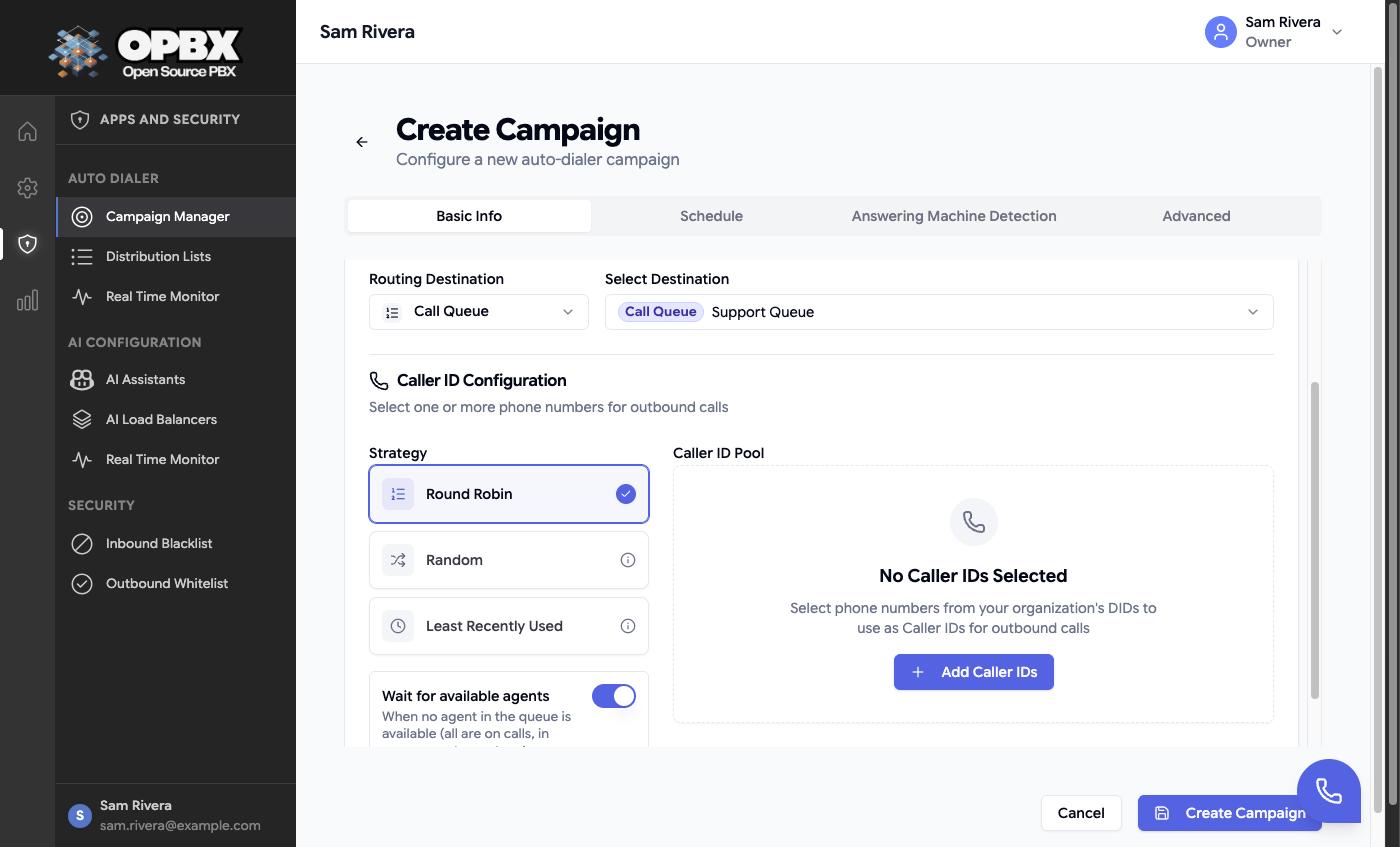 OPBX
Open Source PBX
Sam Rivera
Sam Rivera
Owner
APPS AND SECURITY
AUTO DIALER
Campaign Manager
Distribution Lists
Real Time Monitor
AI CONFIGURATION
AI Assistants
AI Load Balancers
Real Time Monitor
SECURITY
Inbound Blacklist
Outbound Whitelist
S
Sam Rivera
sam.rivera@example.com
Create Campaign
Configure a new auto-dialer campaign
Basic Info
Schedule
Answering Machine Detection
Advanced
Routing Destination
Select Destination
Call Queue
Call Queue Support Queue
Caller ID Configuration
Select one or more phone numbers for outbound calls
Strategy
Round Robin
Random
Least Recently Used
Wait for available agents
When no agent in the queue is
available (all are on calls, in
Caller ID Pool
No Caller IDs Selected
Select phone numbers from your organization's DIDs to
use as Caller IDs for outbound calls
Add Caller IDs
Cancel
Create Campaign